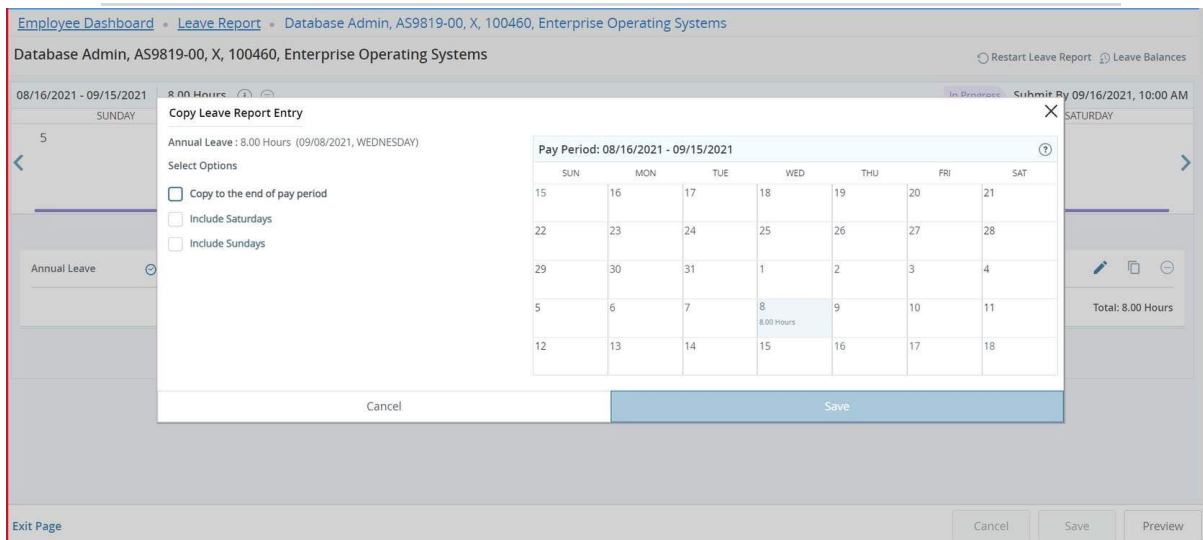 Employee Dashboard • Leave Report • Database Admin, AS9819-00, X, 100460, Enterprise Operating Systems
Database Admin, AS9819-00, X, 100460, Enterprise Operating Systems
Restart Leave Report Leave Balances
08/16/2021 - 09/15/2021 8.00 Hours In Progress Submit By 09/16/2021, 10:00 AM
SUNDAY SATURDAY
5
Copy Leave Report Entry
Annual Leave : 8.00 Hours (09/08/2021, WEDNESDAY)
Select Options
Copy to the end of pay period
Include Saturdays
Include Sundays
Pay Period: 08/16/2021 - 09/15/2021
SUN MON TUE WED THU FRI SAT
15 16 17 18 19 20 21
22 23 24 25 26 27 28
29 30 31 1 2 3 4
5 6 7 8 9 10 11
8.00 Hours
12 13 14 15 16 17 18
Cancel Save
Annual Leave
Total: 8.00 Hours
Exit Page Cancel Save Preview